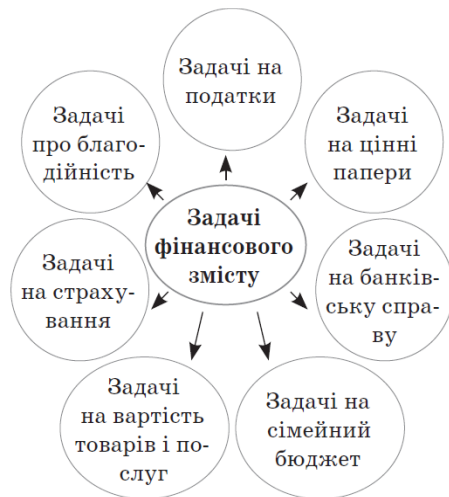 Задачі на
податки
Задачі
про благо-
дійність
Задачі
на цінні
папери
Задачі
фінансового
змісту
Задачі
на страху-
вання
Задачі
на банків-
ську спра-
ву
Задачі
на вартість
товарів і по-
слуг
Задачі на
сімейний
бюджет